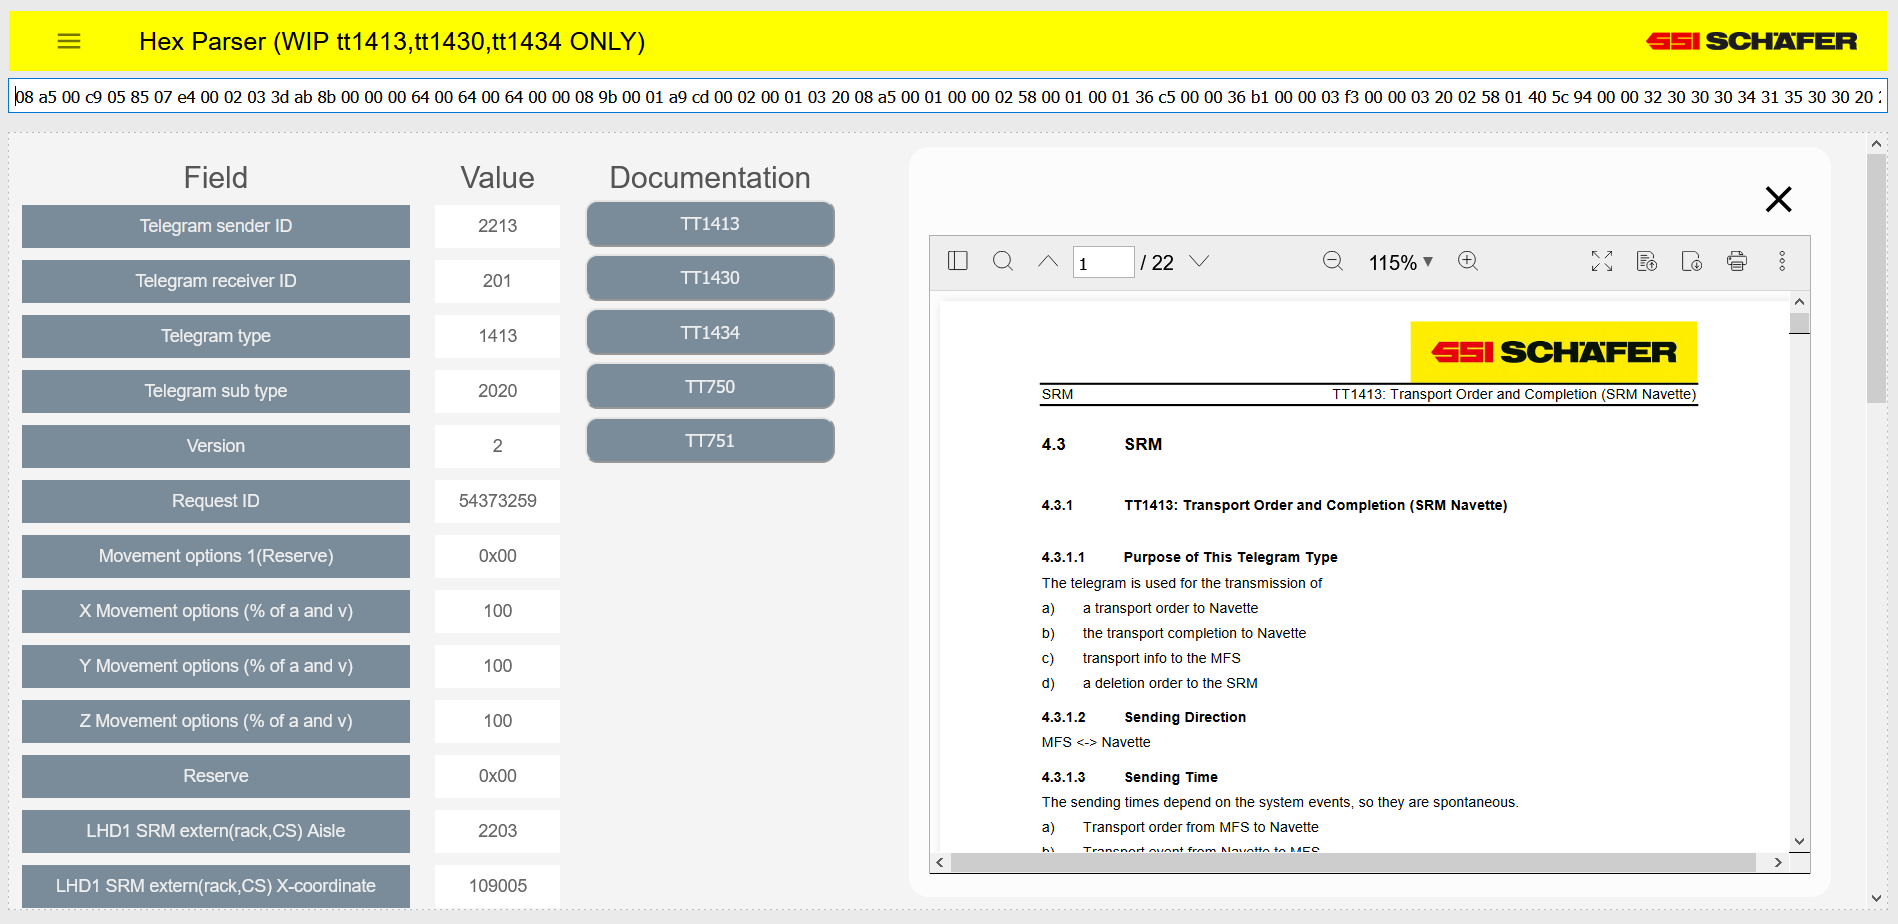 Hex Parser (WIP tt1413,tt1430,tt1434 ONLY)
SSI SCHÄFER
08 a5 00 c9 05 85 07 e4 00 02 03 3d ab 8b 00 00 00 64 00 64 00 64 00 00 08 9b 00 01 a9 cd 00 02 00 01 03 20 08 a5 00 01 00 00 02 58 00 01 00 01 36 c5 00 00 36 b1 00 00 03 f3 00 00 03 20 02 58 01 40 5c 94 00 00 32 30 30 30 34 31 35 30 30 20
Field
Value
Documentation
Telegram sender ID
2213
Telegram receiver ID
201
Telegram type
1413
Telegram sub type
2020
Version
2
Request ID
54373259
Movement options 1(Reserve)
0x00
X Movement options (% of a and v)
100
Y Movement options (% of a and v)
100
Z Movement options (% of a and v)
100
Reserve
0x00
LHD1 SRM extern(rack,CS) Aisle
2203
LHD1 SRM extern(rack,CS) X-coordinate
109005
TT1413
TT1430
TT1434
TT750
TT751
1 / 22
115%
SSI SCHÄFER
SRM TT1413: Transport Order and Completion (SRM Navette)
4.3 SRM
4.3.1 TT1413: Transport Order and Completion (SRM Navette)
4.3.1.1 Purpose of This Telegram Type
The telegram is used for the transmission of
a) a transport order to Navette
b) the transport completion to Navette
c) transport info to the MFS
d) a deletion order to the SRM
4.3.1.2 Sending Direction
MFS <-> Navette
4.3.1.3 Sending Time
The sending times depend on the system events, so they are spontaneous.
a) Transport order from MFS to Navette
b) Transport event from Navette to MFS